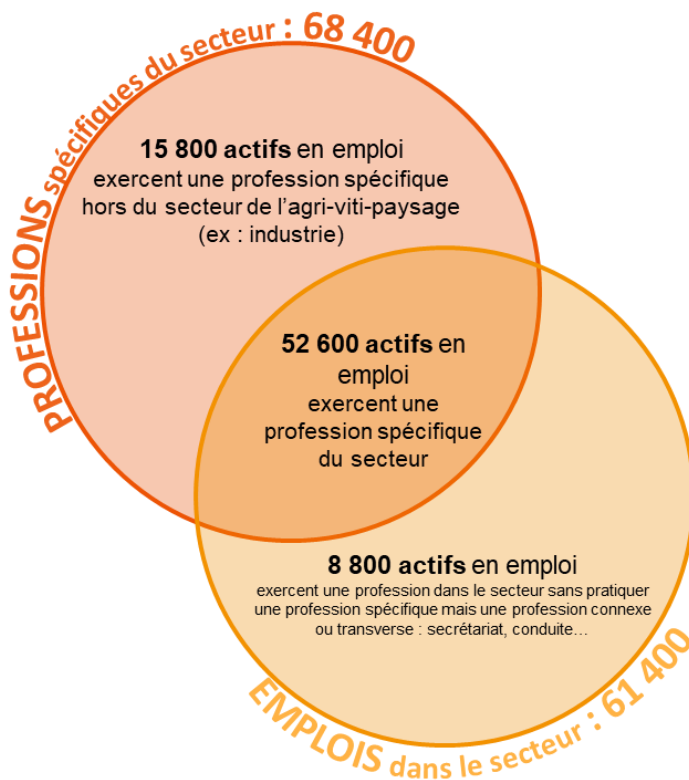 PROFESSIONS spécifiques du secteur : 68 400
15 800 actifs en emploi
exercent une profession spécifique
hors du secteur de l'agri-viti-paysage
(ex : industrie)
52 600 actifs en
emploi
exercent une
profession spécifique
du secteur
8 800 actifs en emploi
exercent une profession dans le secteur sans pratiquer
une profession spécifique mais une profession connexe
ou transverse : secrétariat, conduite…
EMPLOIS dans le secteur : 61 400